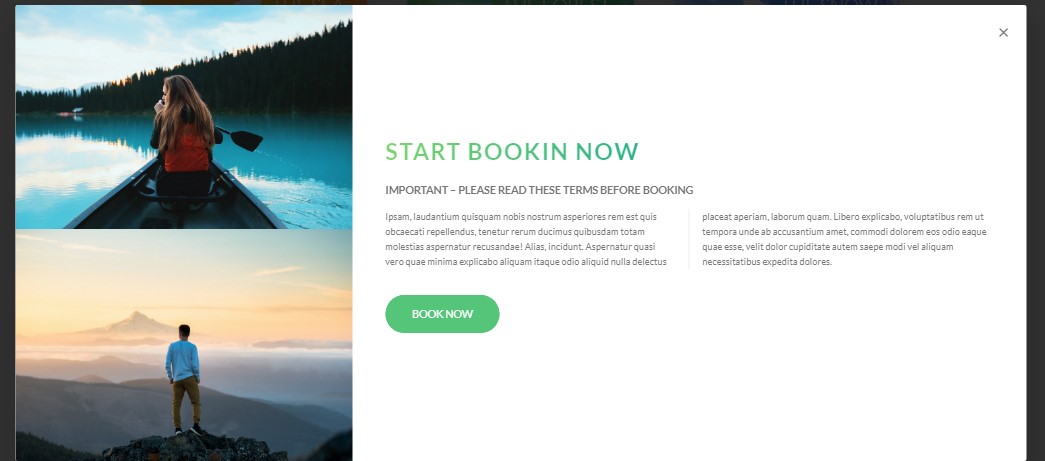 START BOOKIN NOW
IMPORTANT – PLEASE READ THESE TERMS BEFORE BOOKING
Ipsam, laudantium quisquam nobis nostrum asperiores rem est quis
obcaecati repellendus, tenetur rerum ducimus quibusdam totam
molestias aspernatur recusandae! Alias, incidunt. Aspernatur quasi
vero quae minima explicabo aliquam itaque odio aliquid nulla delectus
placeat aperiam, laborum quam. Libero explicabo, voluptatibus rem ut
tempora unde ab accusantium amet, commodi dolorem eos odio eaque
quae esse, velit dolor cupiditate autem saepe modi vel aliquam
necessitatibus expedita dolores.
BOOK NOW